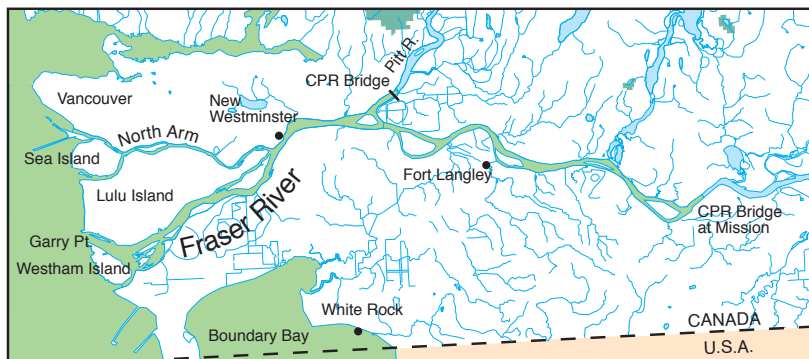 Pitt R.
CPR Bridge
Vancouver
New
Westminster
North Arm
Sea Island
Fort Langley
Lulu Island
Fraser River
CPR Bridge
at Mission
Garry Pt.
Westham Island
White Rock
Boundary Bay
CANADA
U.S.A.